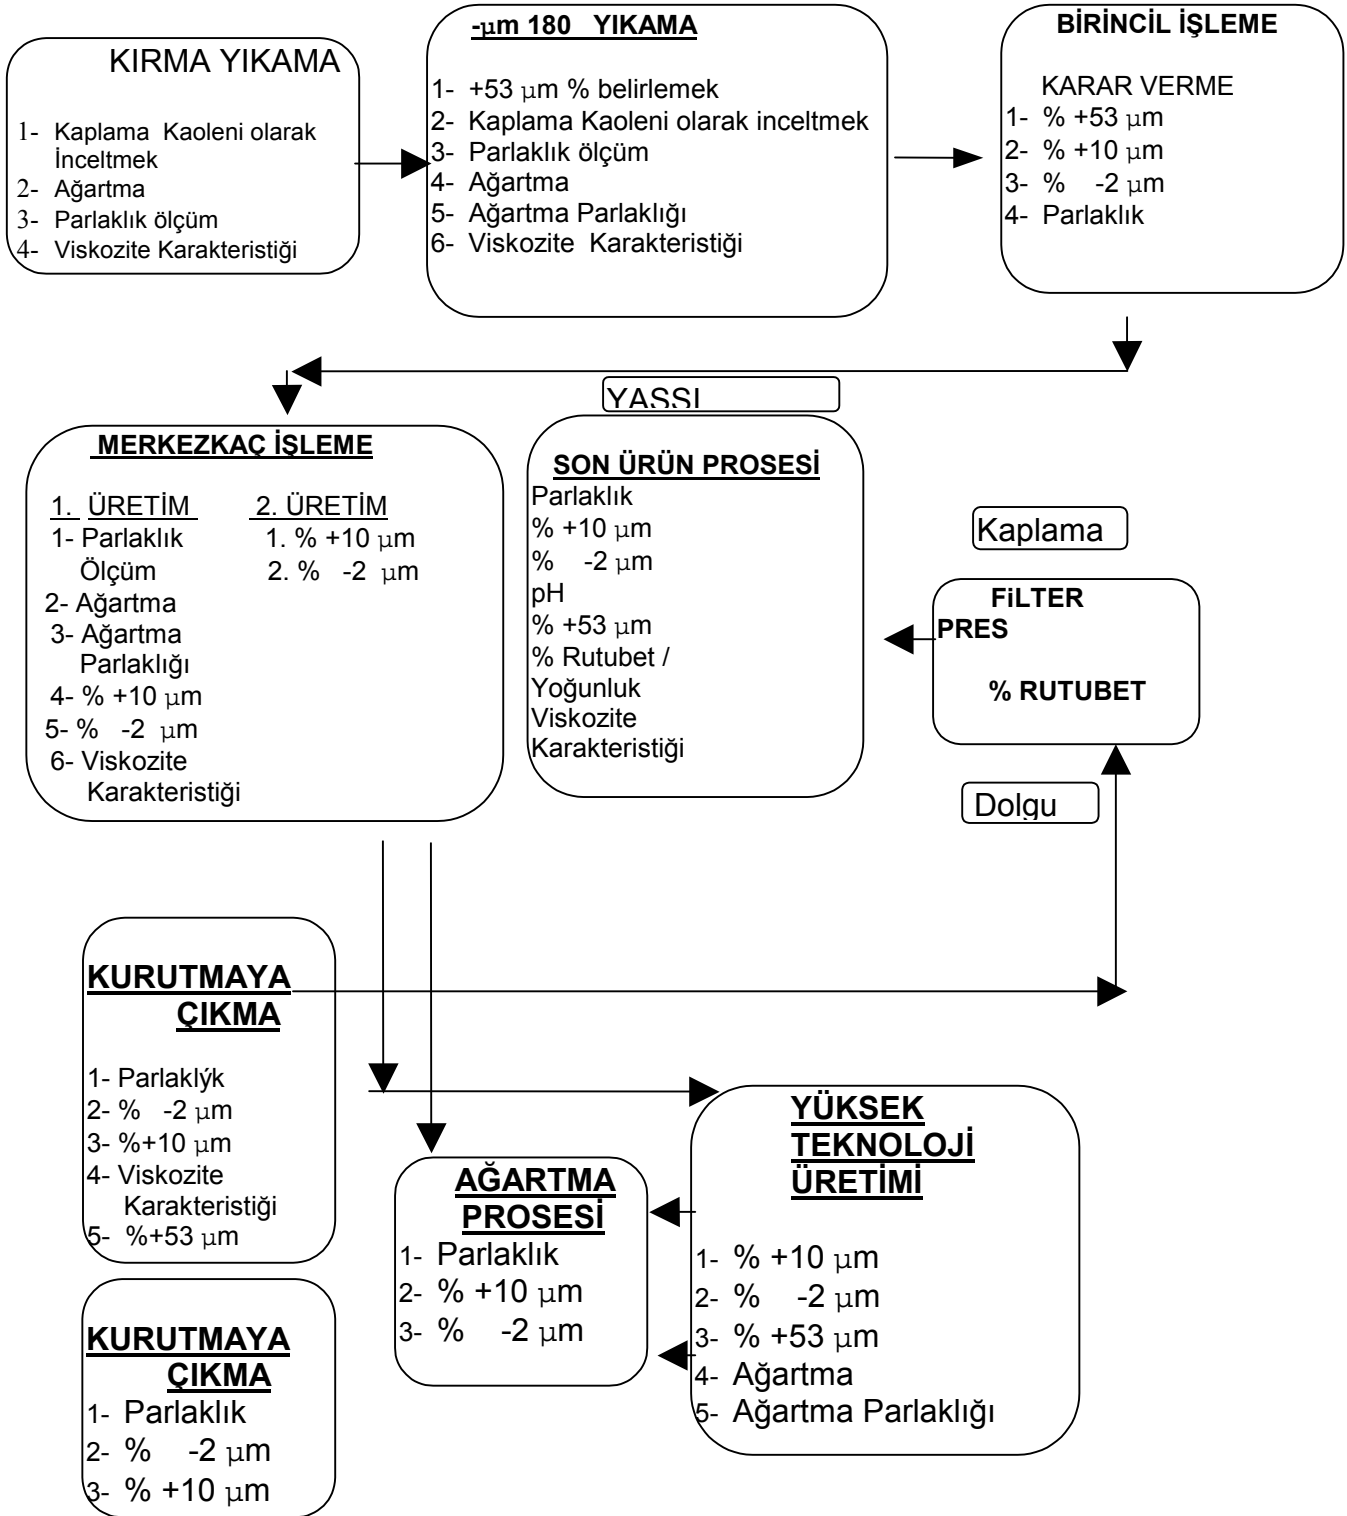 KIRMA YIKAMA
1- Kaplama Kaoleni olarak
İnceltmek
2- Ağartma
3- Parlaklık ölçüm
4- Viskozite Karakteristiği
-µm 180 YIKAMA
1- +53 µm % belirlemek
2- Kaplama Kaoleni olarak inceltmek
3- Parlaklık ölçüm
4- Ağartma
5- Ağartma Parlaklığı
6- Viskozite Karakteristiği
BİRİNCİL İŞLEME
KARAR VERME
1- % +53 µm
2- % +10 µm
3- % -2 µm
4- Parlaklık
MERKEZKAÇ İŞLEME
1. ÜRETİM
1- Parlaklık
Ölçüm
2- Ağartma
3- Ağartma
Parlaklığı
4- % +10 µm
5- % -2 µm
6- Viskozite
Karakteristiği
2. ÜRETİM
1. % +10 µm
2. % -2 µm
YASSI
SON ÜRÜN PROSESİ
Parlaklık
% +10 µm
% -2 µm
pH
% +53 µm
% Rutubet /
Yoğunluk
Viskozite
Karakteristiği
Kaplama
FiLTER
PRES
% RUTUBET
Dolgu
KURUTMAYA
ÇIKMA
1- Parlaklýk
2- % -2 µm
3- %+10 µm
4- Viskozite
Karakteristiği
5- %+53 µm
AĞARTMA
PROSESİ
1- Parlaklık
2- % +10 µm
3- % -2 µm
YÜKSEK
TEKNOLOJİ
ÜRETİMİ
1- % +10 µm
2- % -2 µm
3- % +53 µm
4- Ağartma
5- Ağartma Parlaklığı
KURUTMAYA
ÇIKMA
1- Parlaklık
2- % -2 µm
3- % +10 µm